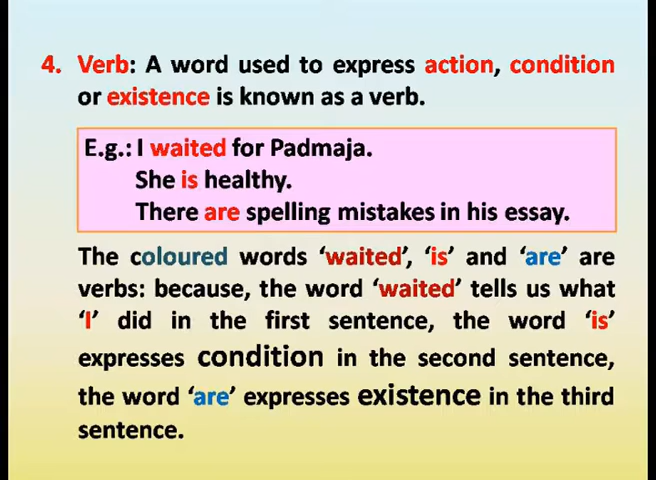 4. Verb: A word used to express action, condition
or existence is known as a verb.
E.g.: I waited for Padmaja.
She is healthy.
There are spelling mistakes in his essay.
The coloured words ‘waited’, ‘is’ and ‘are’ are
verbs: because, the word ‘waited’ tells us what
‘I’ did in the first sentence, the word ‘is’
expresses condition in the second sentence,
the word ‘are’ expresses existence in the third
sentence.